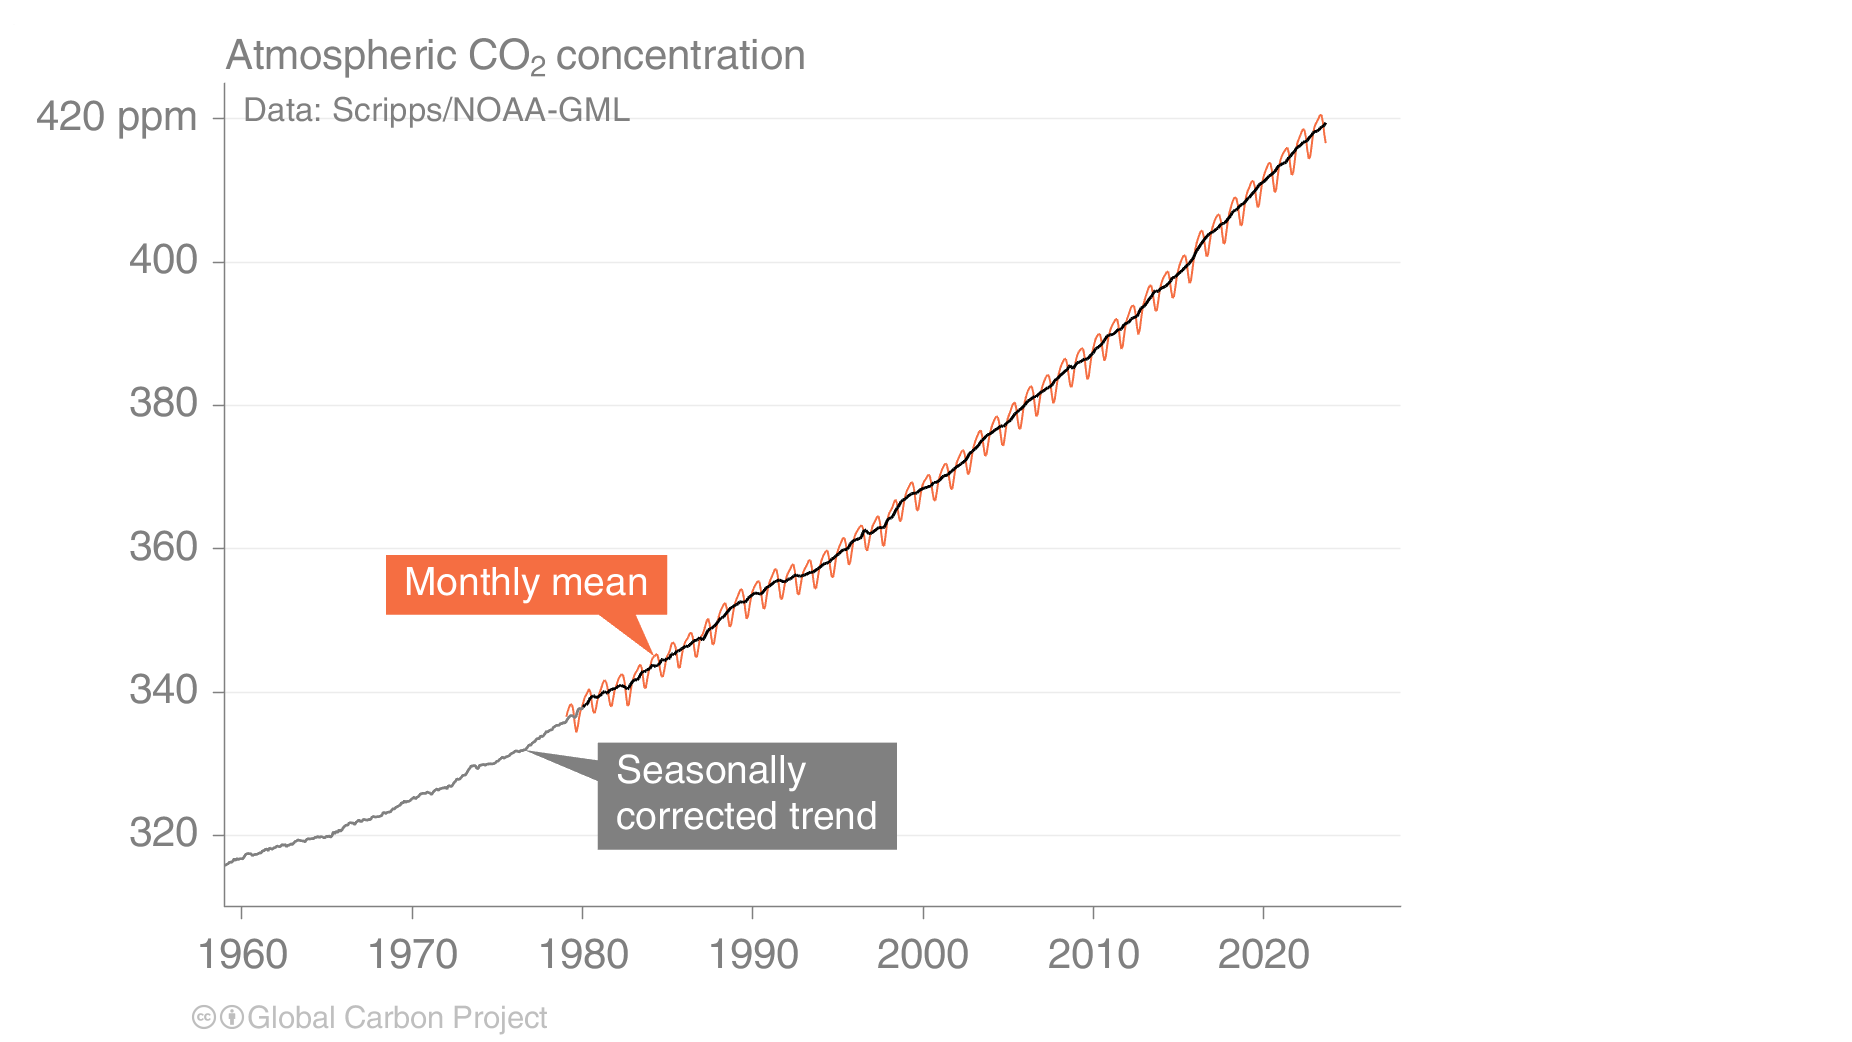 Atmospheric CO₂ concentration
Data: Scripps/NOAA-GML
420 ppm
400
380
360
340
320
Monthly mean
Seasonally
corrected trend
1960 1970 1980 1990 2000 2010 2020
cc Global Carbon Project